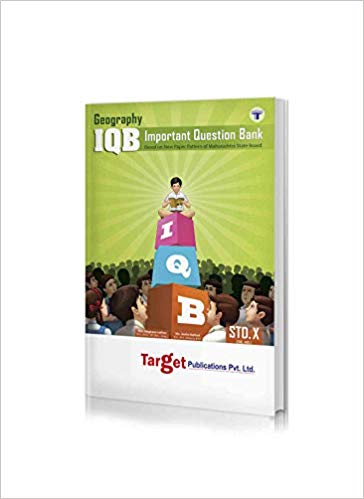 Geography
IQB Important Question Bank
Based on New Paper Pattern of Maharashtra State Board
I
Q
B
STD. X
Target Publications Pvt. Ltd.